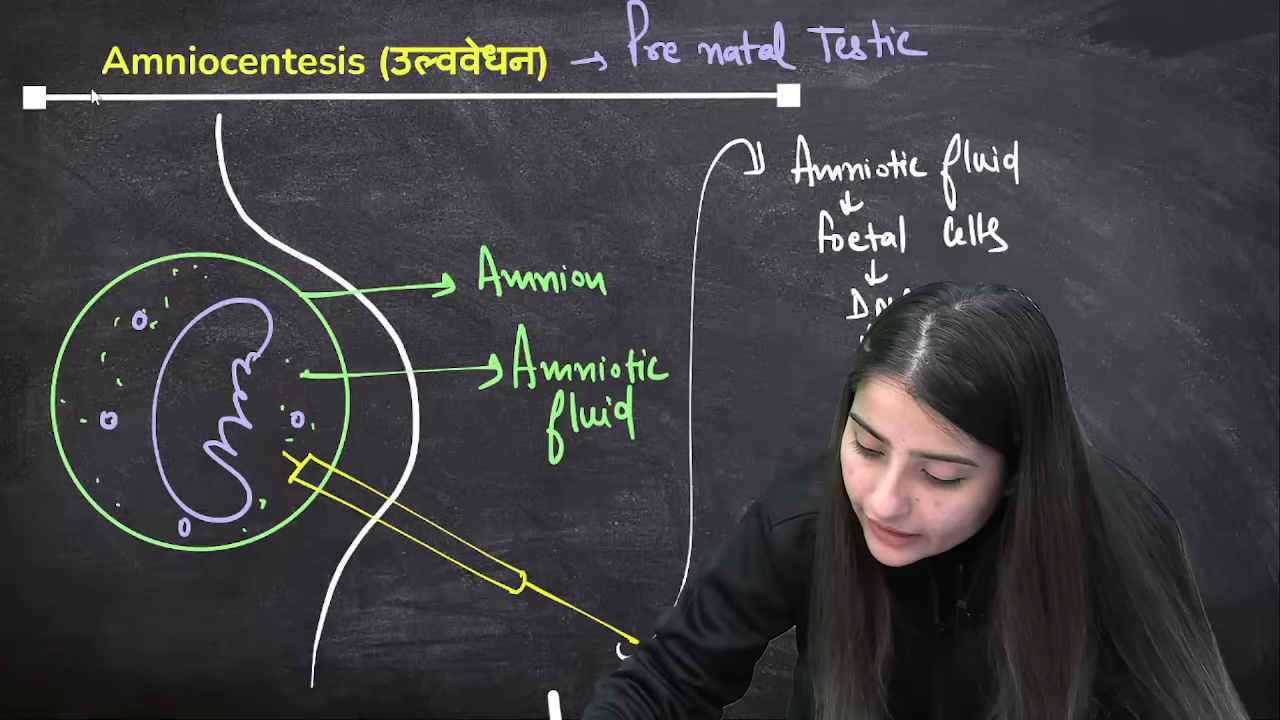 Amniocentesis (उल्ववेधन) → Pre natal Testic
Amniotic fluid
↓
foetal cells
↓
Amnion
Amniotic
fluid